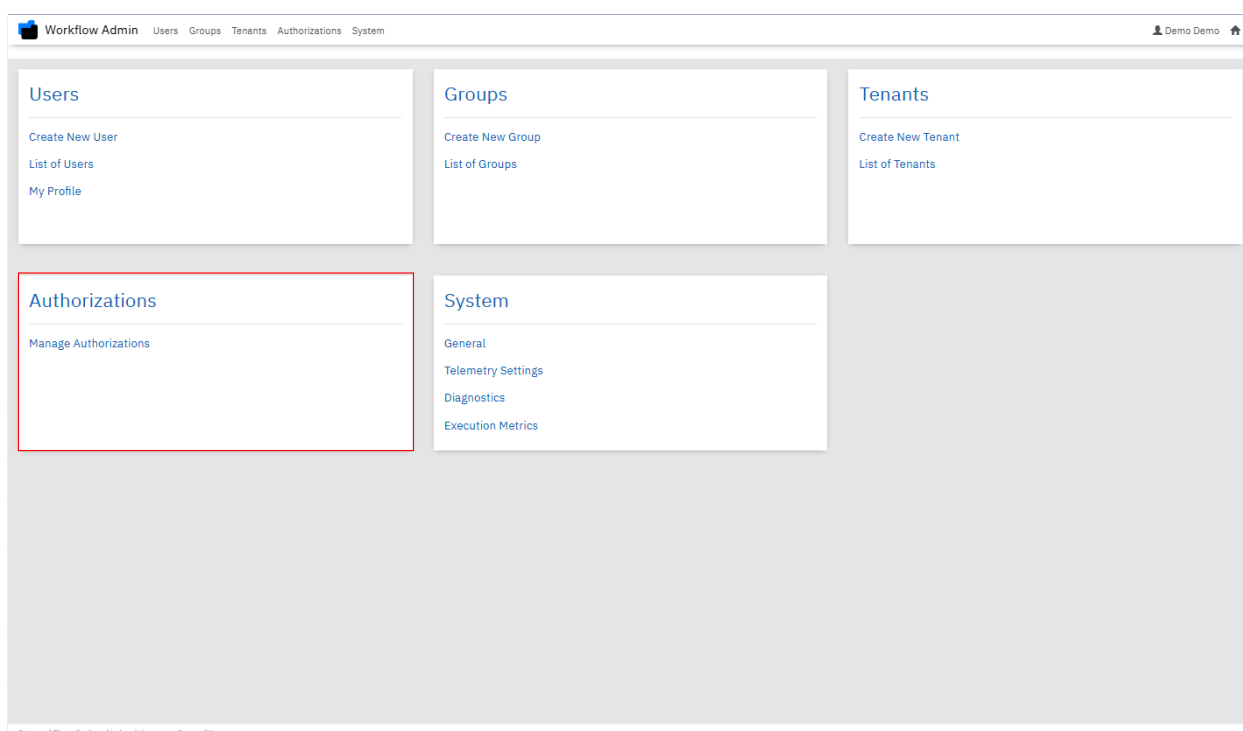 Workflow Admin Users Groups Tenants Authorizations System Demo Demo
Users
Create New User
List of Users
My Profile
Groups
Create New Group
List of Groups
Tenants
Create New Tenant
List of Tenants
Authorizations
Manage Authorizations
System
General
Telemetry Settings
Diagnostics
Execution Metrics